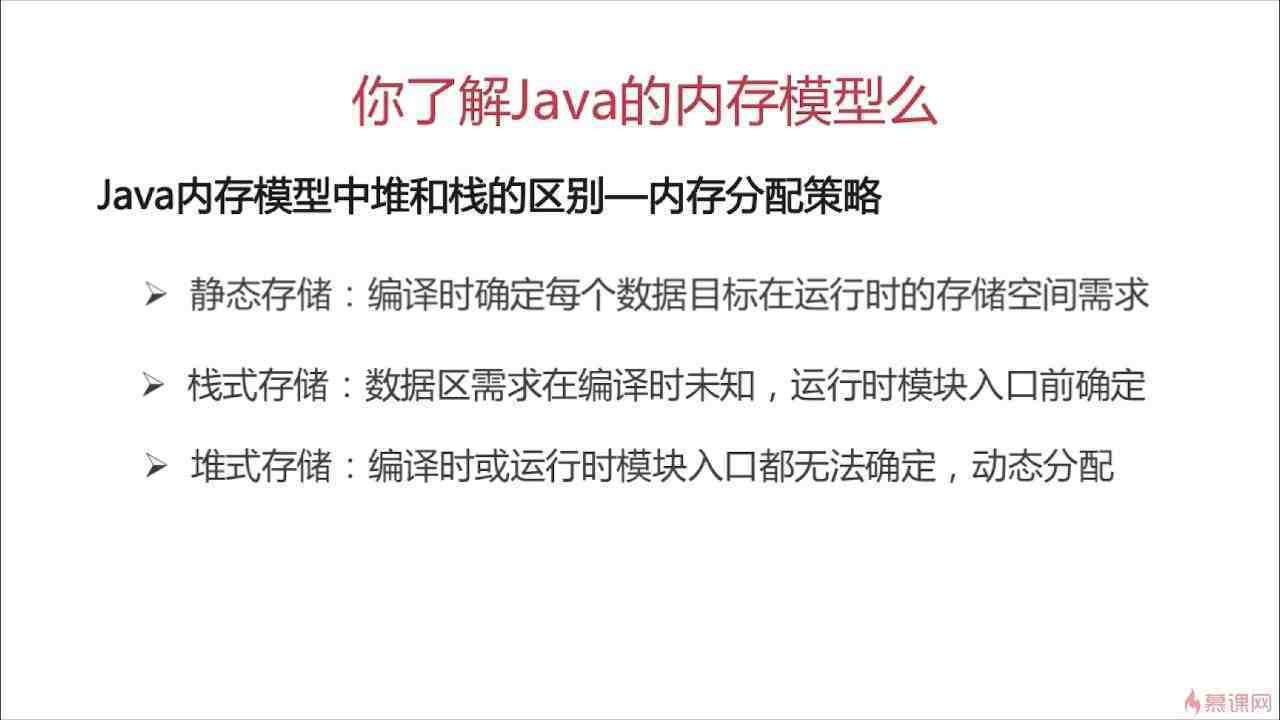 你了解Java的内存模型么
Java内存模型中堆和栈的区别—内存分配策略
静态存储：编译时确定每个数据目标在运行时的存储空间需求
栈式存储：数据区需求在编译时未知，运行时模块入口前确定
堆式存储：编译时或运行时模块入口都无法确定，动态分配
慕课网